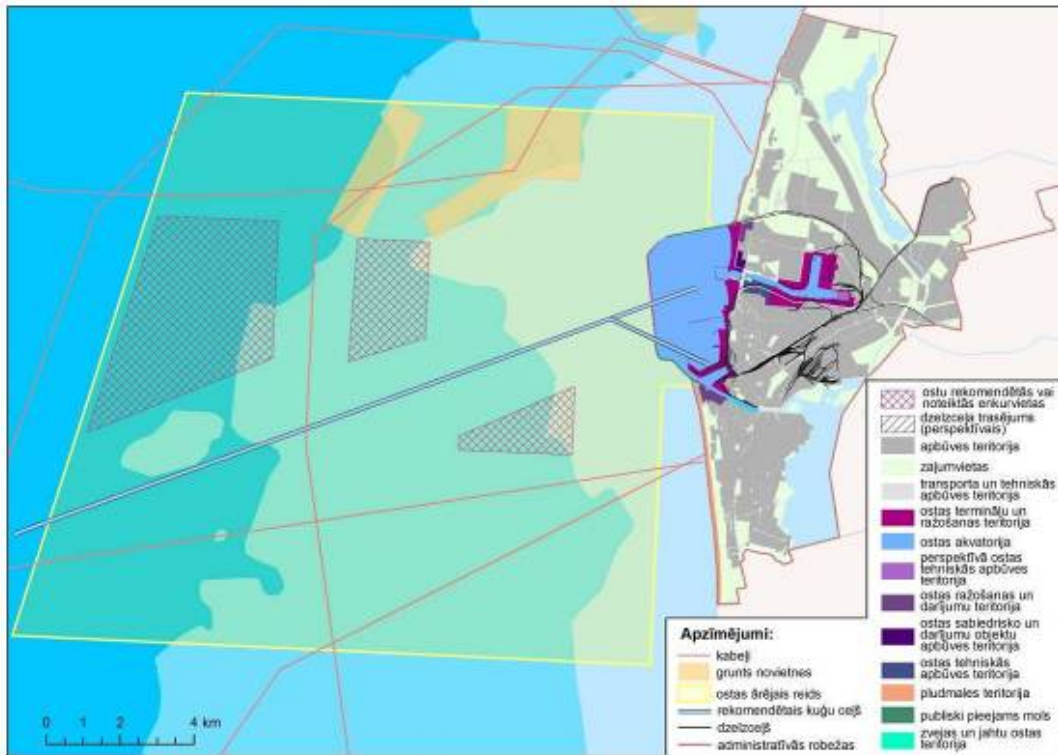 ostu rekomendētās vai
noteiktās enkurvietas
dzelzceļa trasējums
(perspektīvais)
apbūves teritorija
zaļumvietas
transporta un tehniskās
apbūves teritorija
ostas termināļu un
ražošanas teritorija
ostas akvatorija
perspektīvā ostas
tehniskās apbūves
teritorija
ostas ražošanas un
darījumu teritorija
ostas sabiedrisko un
darījumu objektu
apbūves teritorija
ostas tehniskās
apbūves teritorija
pludmales teritorija
publiski pieejams mols
zvejas un jahtu ostas
teritorija
Apzīmējumi:
kabeļi
grunts novietnes
ostas ārējais reids
rekomendētais kuģu ceļš
dzelzceļš
administratīvās robežas
0 1 2 4 km